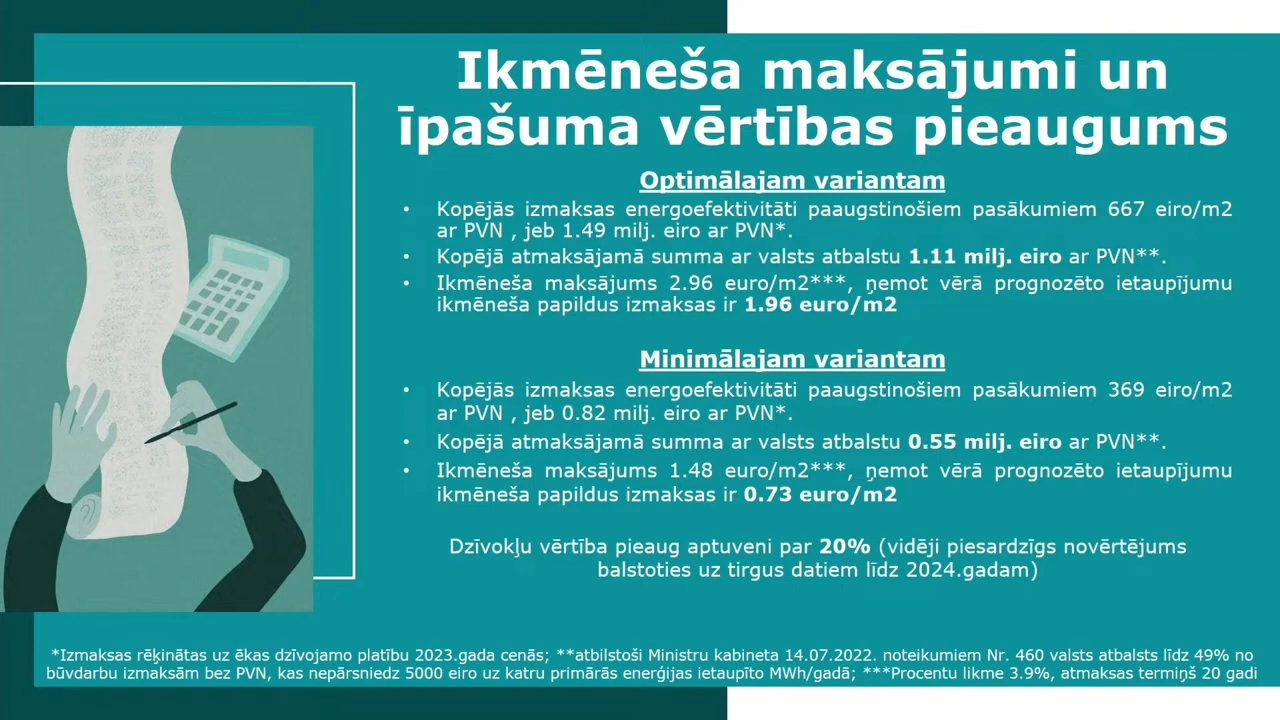 Ikmēneša maksājumi un
īpašuma vērtības pieaugums
Optimālajam variantam
• Kopējās izmaksas energoefektivitāti paaugstinošiem pasākumiem 667 eiro/m2
ar PVN , jeb 1.49 milj. eiro ar PVN*.
• Kopējā atmaksājamā summa ar valsts atbalstu 1.11 milj. eiro ar PVN**.
• Ikmēneša maksājums 2.96 euro/m2***, ņemot vērā prognozēto ietaupījumu
ikmēneša papildus izmaksas ir 1.96 euro/m2
Minimālajam variantam
• Kopējās izmaksas energoefektivitāti paaugstinošiem pasākumiem 369 eiro/m2
ar PVN , jeb 0.82 milj. eiro ar PVN*.
• Kopējā atmaksājamā summa ar valsts atbalstu 0.55 milj. eiro ar PVN**.
• Ikmēneša maksājums 1.48 euro/m2***, ņemot vērā prognozēto ietaupījumu
ikmēneša papildus izmaksas ir 0.73 euro/m2
Dzīvokļu vērtība pieaug aptuveni par 20% (vidēji piesardzīgs novērtējums
balstoties uz tirgus datiem līdz 2024.gadam)
*Izmaksas rēķinātas uz ēkas dzīvojamo platību 2023.gada cenās; **atbilstoši Ministru kabineta 14.07.2022. noteikumiem Nr. 460 valsts atbalsts līdz 49% no
būvdarbu izmaksām bez PVN, kas nepārsniedz 5000 eiro uz katru primārās enerģijas ietaupīto MWh/gadā; ***Procentu likme 3.9%, atmaksas termiņš 20 gadi